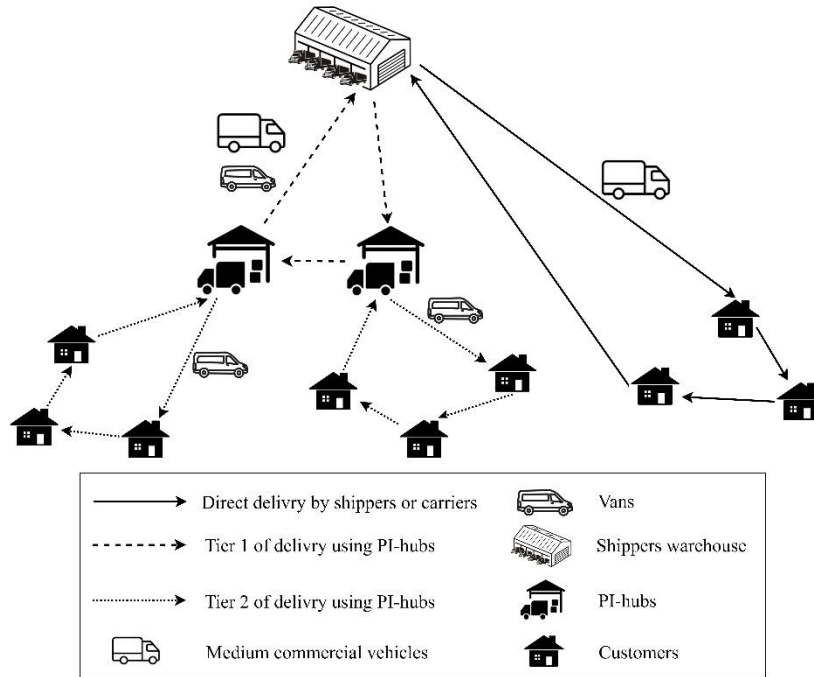 Direct delivry by shippers or carriers
Vans
Tier 1 of delivry using PI-hubs
Shippers warhouse
Tier 2 of delivry using PI-hubs
PI-hubs
Medium commercial vehicles
Customers